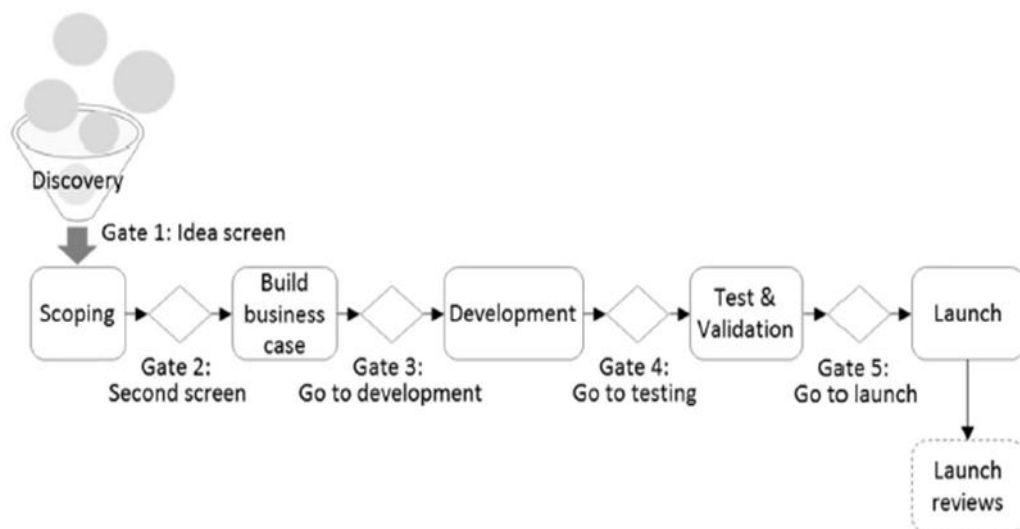 Discovery
Gate 1: Idea screen
Scoping
Build
business
case
Development
Test &
Validation
Launch
Gate 2:
Second screen
Gate 3:
Go to development
Gate 4:
Go to testing
Gate 5:
Go to launch
Launch
reviews